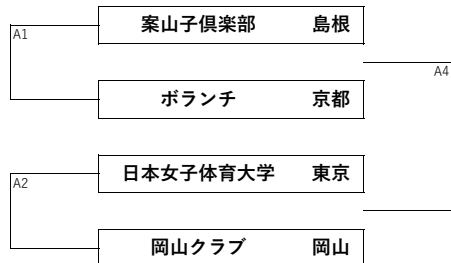 案山子倶楽部 島根
A1
A4
ボランチ 京都
日本女子体育大学 東京
A2
岡山クラブ 岡山